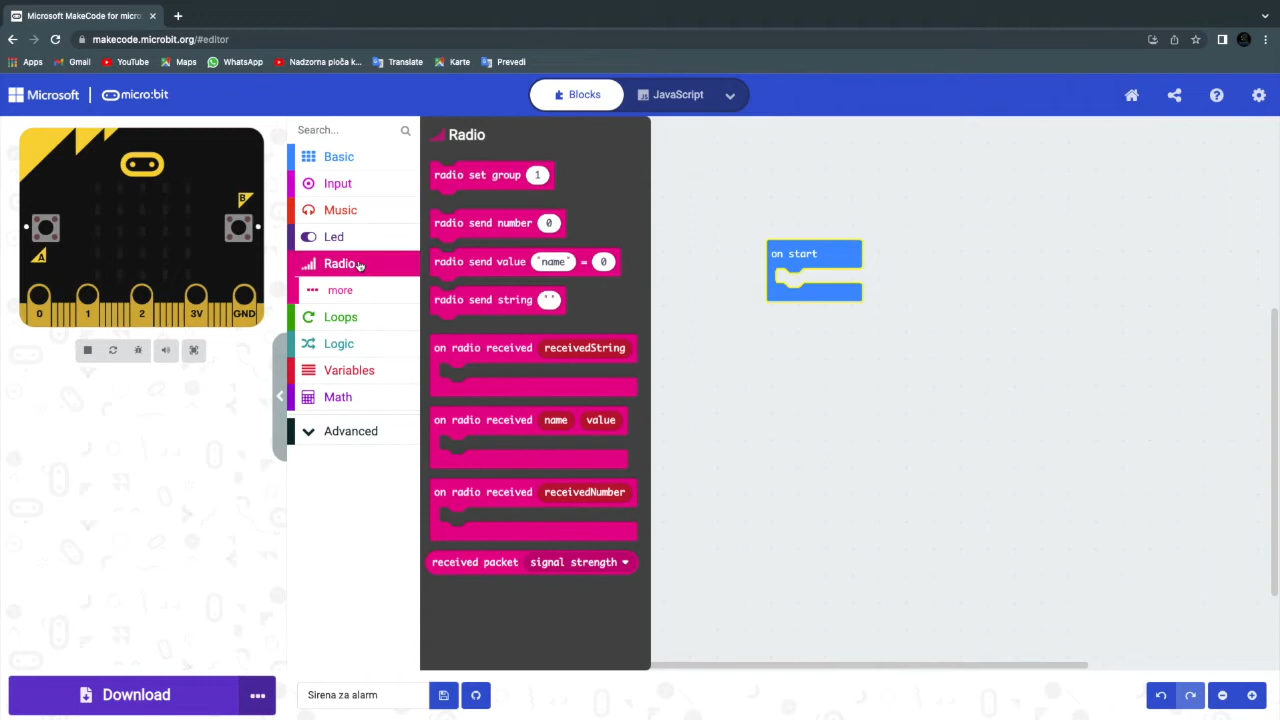 Microsoft MakeCode for micro:
makecode.microbit.org/#editor
Apps Gmail YouTube Maps WhatsApp Nadzorna pločа k... Translate Karte Prevedi
Microsoft micro:bit
Blocks JavaScript
Search...
Basic
Input
Music
Led
Radio
more
Loops
Logic
Variables
Math
Advanced
Radio
radio set group 1
radio send number 0
radio send value "name" = 0
radio send string " "
on radio received receivedString
on radio received name value
on radio received receivedNumber
received packet signal strength
on start
A
B
0 1 2 3V GND
Download
Sirena za alarm